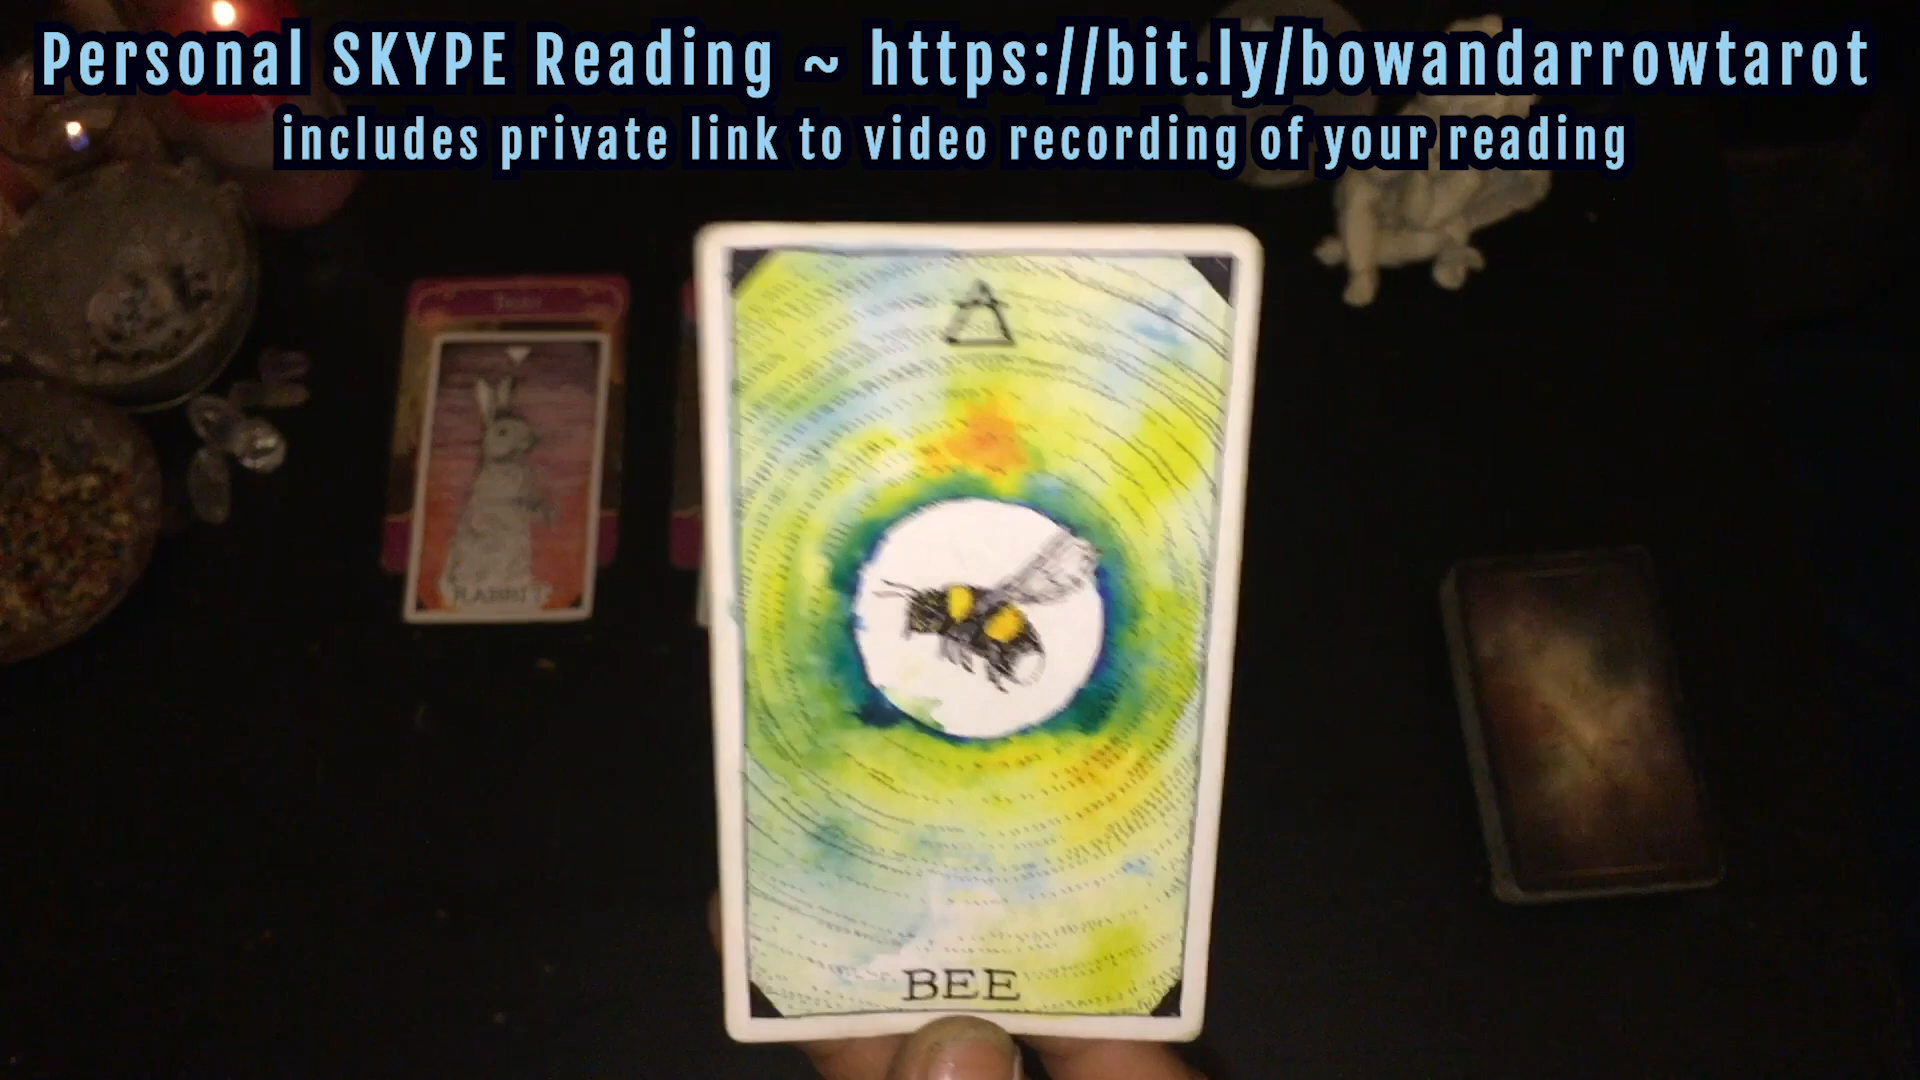 Personal SKYPE Reading ~ https://bit.ly/bowandarrowtarot
includes private link to video recording of your reading
RABBIT
BEE